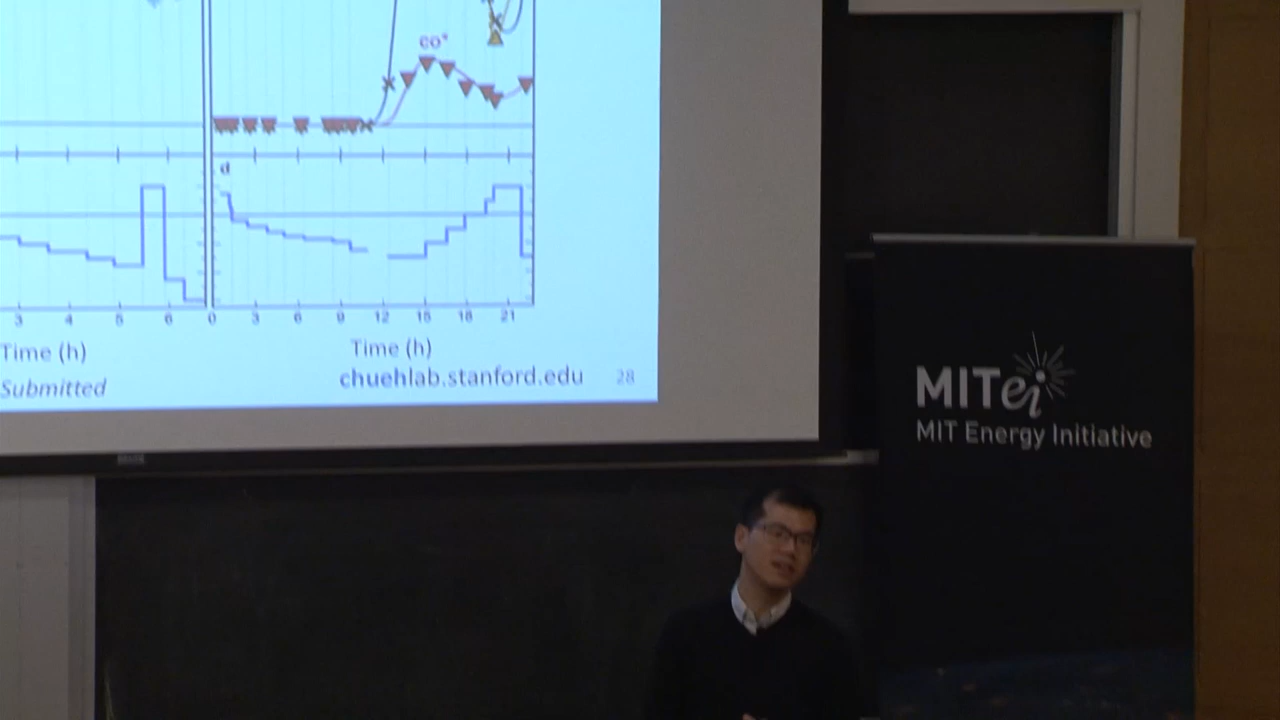 co*
d
3 4 5 6 0 3 6 9 12 15 18 21
Time (h) Time (h)
Submitted chuehlab.stanford.edu 28
MITei
MIT Energy Initiative